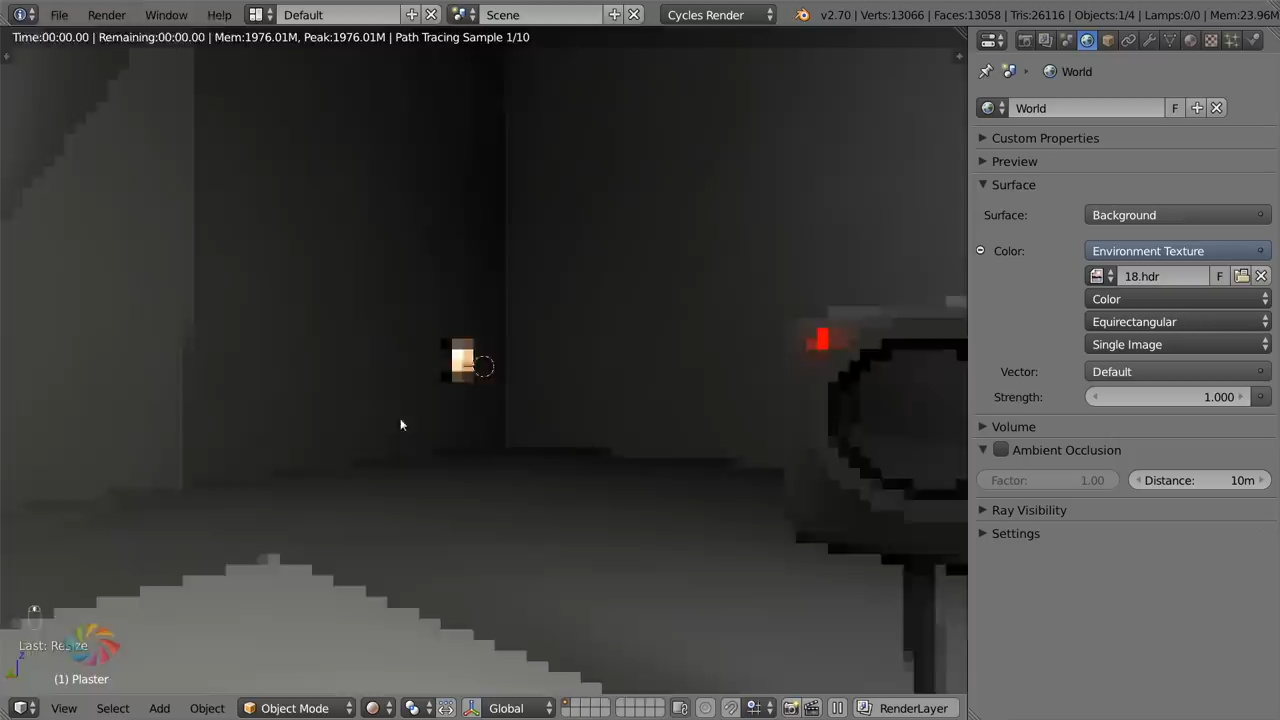 File Render Window Help Default Scene Cycles Render v2.70 | Verts:13066 | Faces:13058 | Tris:26116 | Objects:1/4 | Lamps:0/0 | Mem:23.96M
Time:00:00.00 | Remaining:00:00.00 | Mem:1976.01M, Peak:1976.01M | Path Tracing Sample 1/10
World
World F
Custom Properties
Preview
Surface
Surface: Background
Color: Environment Texture
18.hdr F
Color
Equirectangular
Single Image
Vector: Default
Strength: 1.000
Volume
Ambient Occlusion
Factor: 1.00 Distance: 10m
Ray Visibility
Settings
Last: Resize
z
(1) Plaster
View Select Add Object Object Mode Global RenderLayer